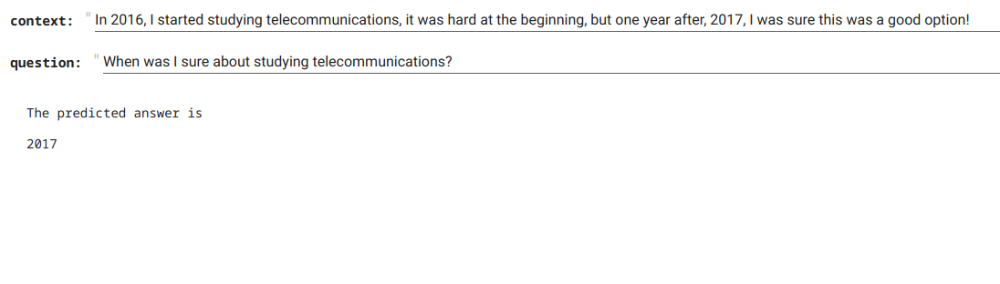 context: " In 2016, I started studying telecommunications, it was hard at the beginning, but one year after, 2017, I was sure this was a good option!
question: " When was I sure about studying telecommunications?
The predicted answer is
2017